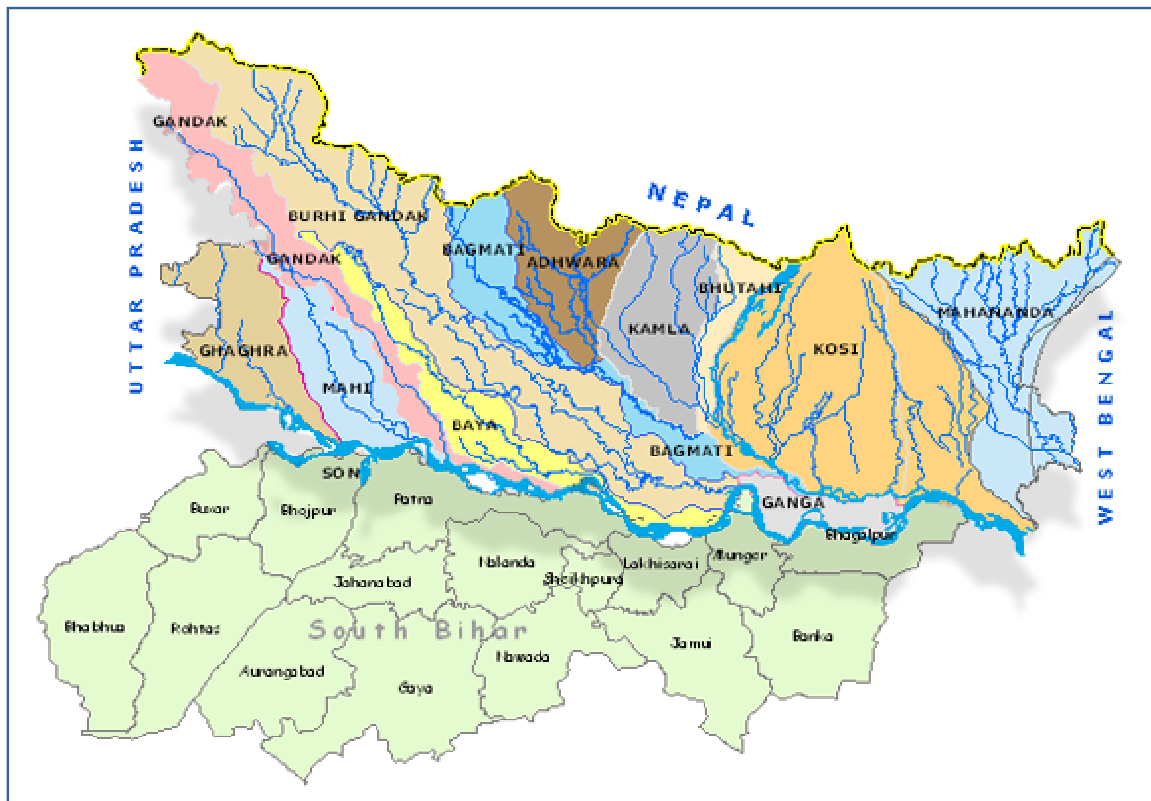 GANDAK
UTTAR PRADESH
NEPAL
BURHI GANDAK
BAGMATI
GANDAK
ADHWARA
BHUTAHI
MAHANANDA
KAMLA
KOSI
GHAGHRA
MAHI
WEST BENGAL
BAYA
BAGMATI
SON
Patna
GANGA
Buxar
Bhojpur
Bhagalpur
Munger
Nalanda
Lakhisarai
Jahanabad
Sheikhpura
Bhabhua
Rohtas
South Bihar
Banka
Jamui
Nawada
Aurangabad
Gaya